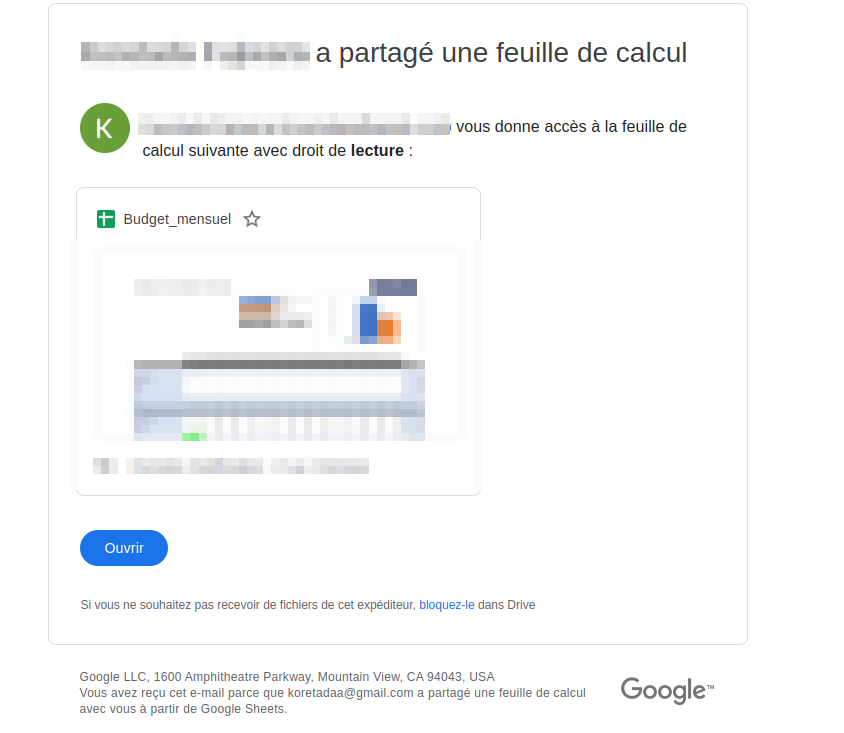 a partagé une feuille de calcul
K
vous donne accès à la feuille de
calcul suivante avec droit de lecture :
Budget_mensuel
Ouvrir
Si vous ne souhaitez pas recevoir de fichiers de cet expéditeur, bloquez-le dans Drive
Google LLC, 1600 Amphitheatre Parkway, Mountain View, CA 94043, USA
Vous avez reçu cet e-mail parce que koretadaa@gmail.com a partagé une feuille de calcul
avec vous à partir de Google Sheets.
Google™